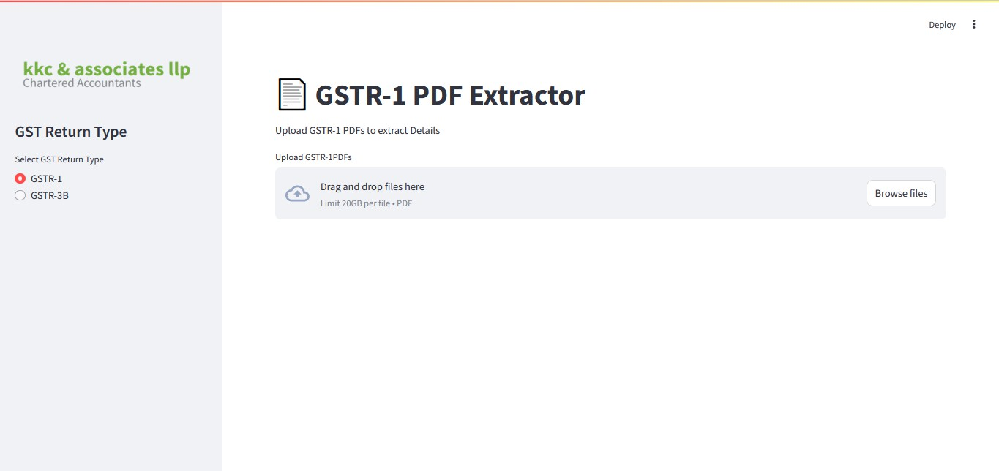 Deploy
kkc & associates llp
Chartered Accountants
GST Return Type
Select GST Return Type
GSTR-1
GSTR-3B
GSTR-1 PDF Extractor
Upload GSTR-1 PDFs to extract Details
Upload GSTR-1PDFs
Drag and drop files here
Limit 20GB per file • PDF
Browse files